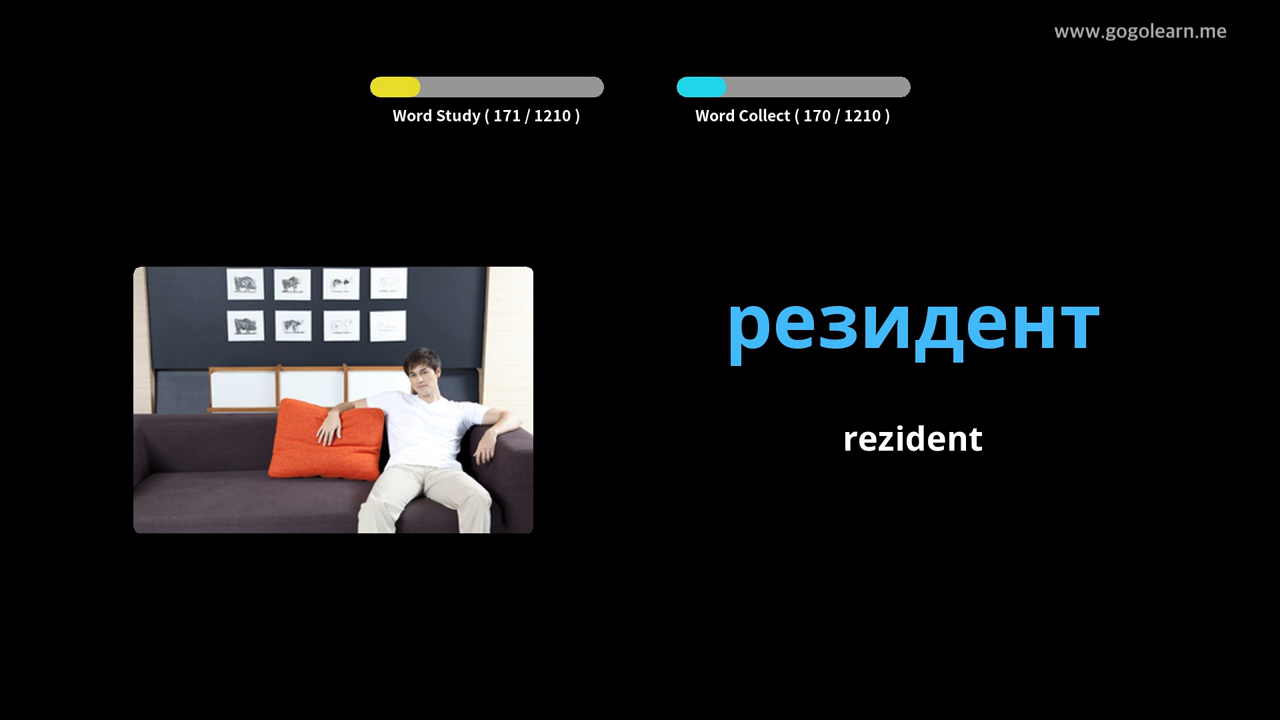 www.gogolearn.me
Word Study ( 171 / 1210 )
Word Collect ( 170 / 1210 )
резидент
rezident